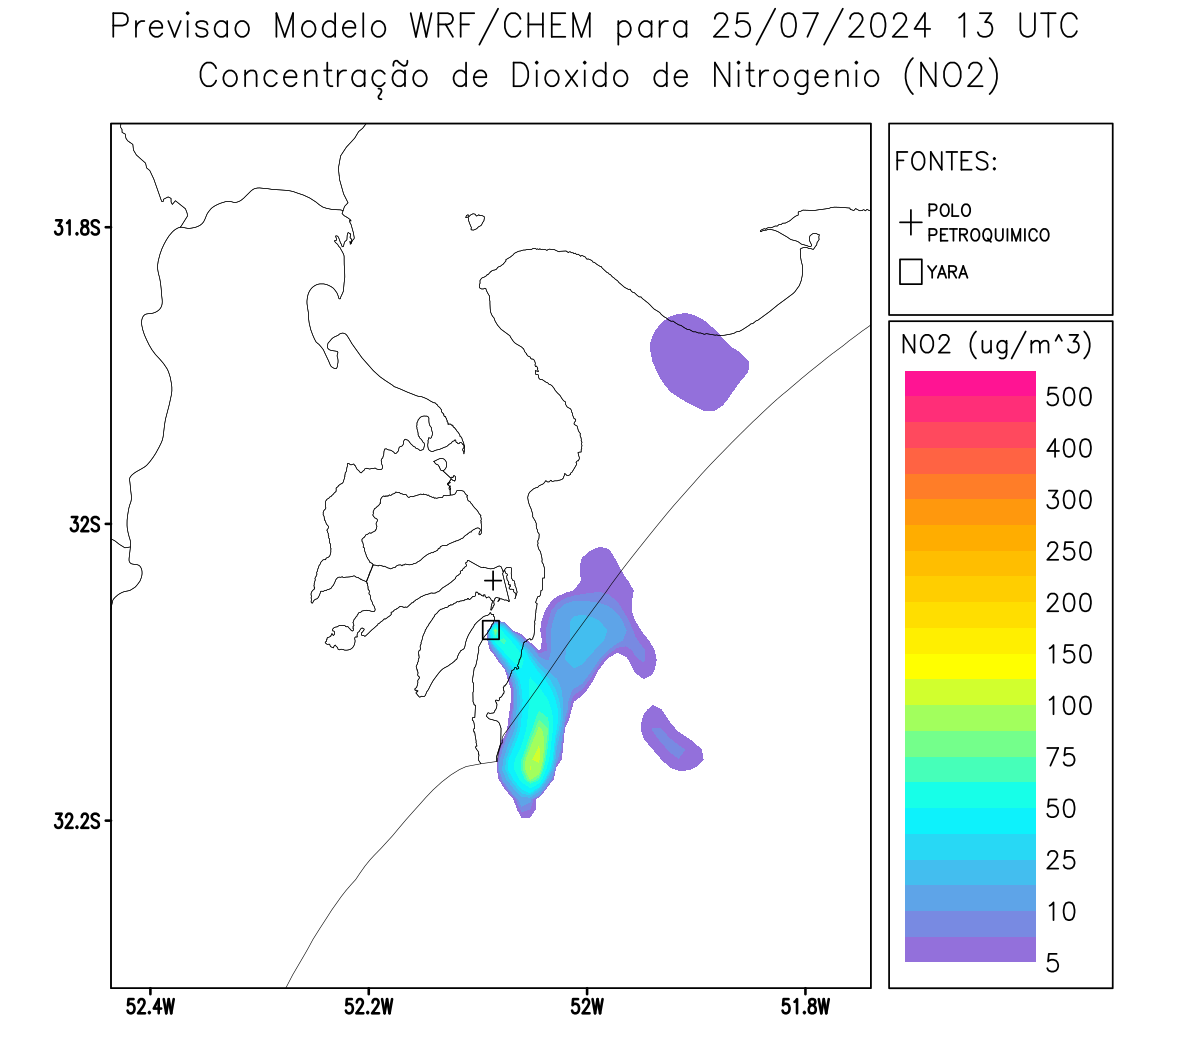 Previsao Modelo WRF/CHEM para 25/07/2024 13 UTC
Concentração de Dioxido de Nitrogenio (NO2)
FONTES:
POLO
PETROQUIMICO
YARA
NO2 (ug/m^3)
500
400
300
250
200
150
100
75
50
25
10
5
31.8S
32S
32.2S
52.4W
52.2W
52W
51.8W